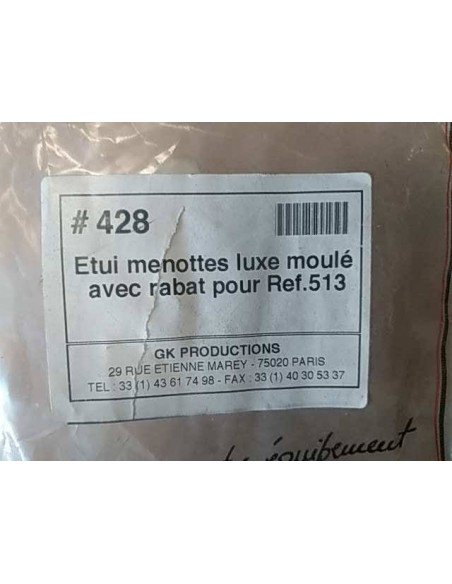 # 428
Etui menottes luxe moulé
avec rabat pour Ref.513
GK PRODUCTIONS
29 RUE ETIENNE MAREY - 75020 PARIS
TEL : 33 (1) 43 61 74 98 - FAX : 33 (1) 40 30 53 37
équipement